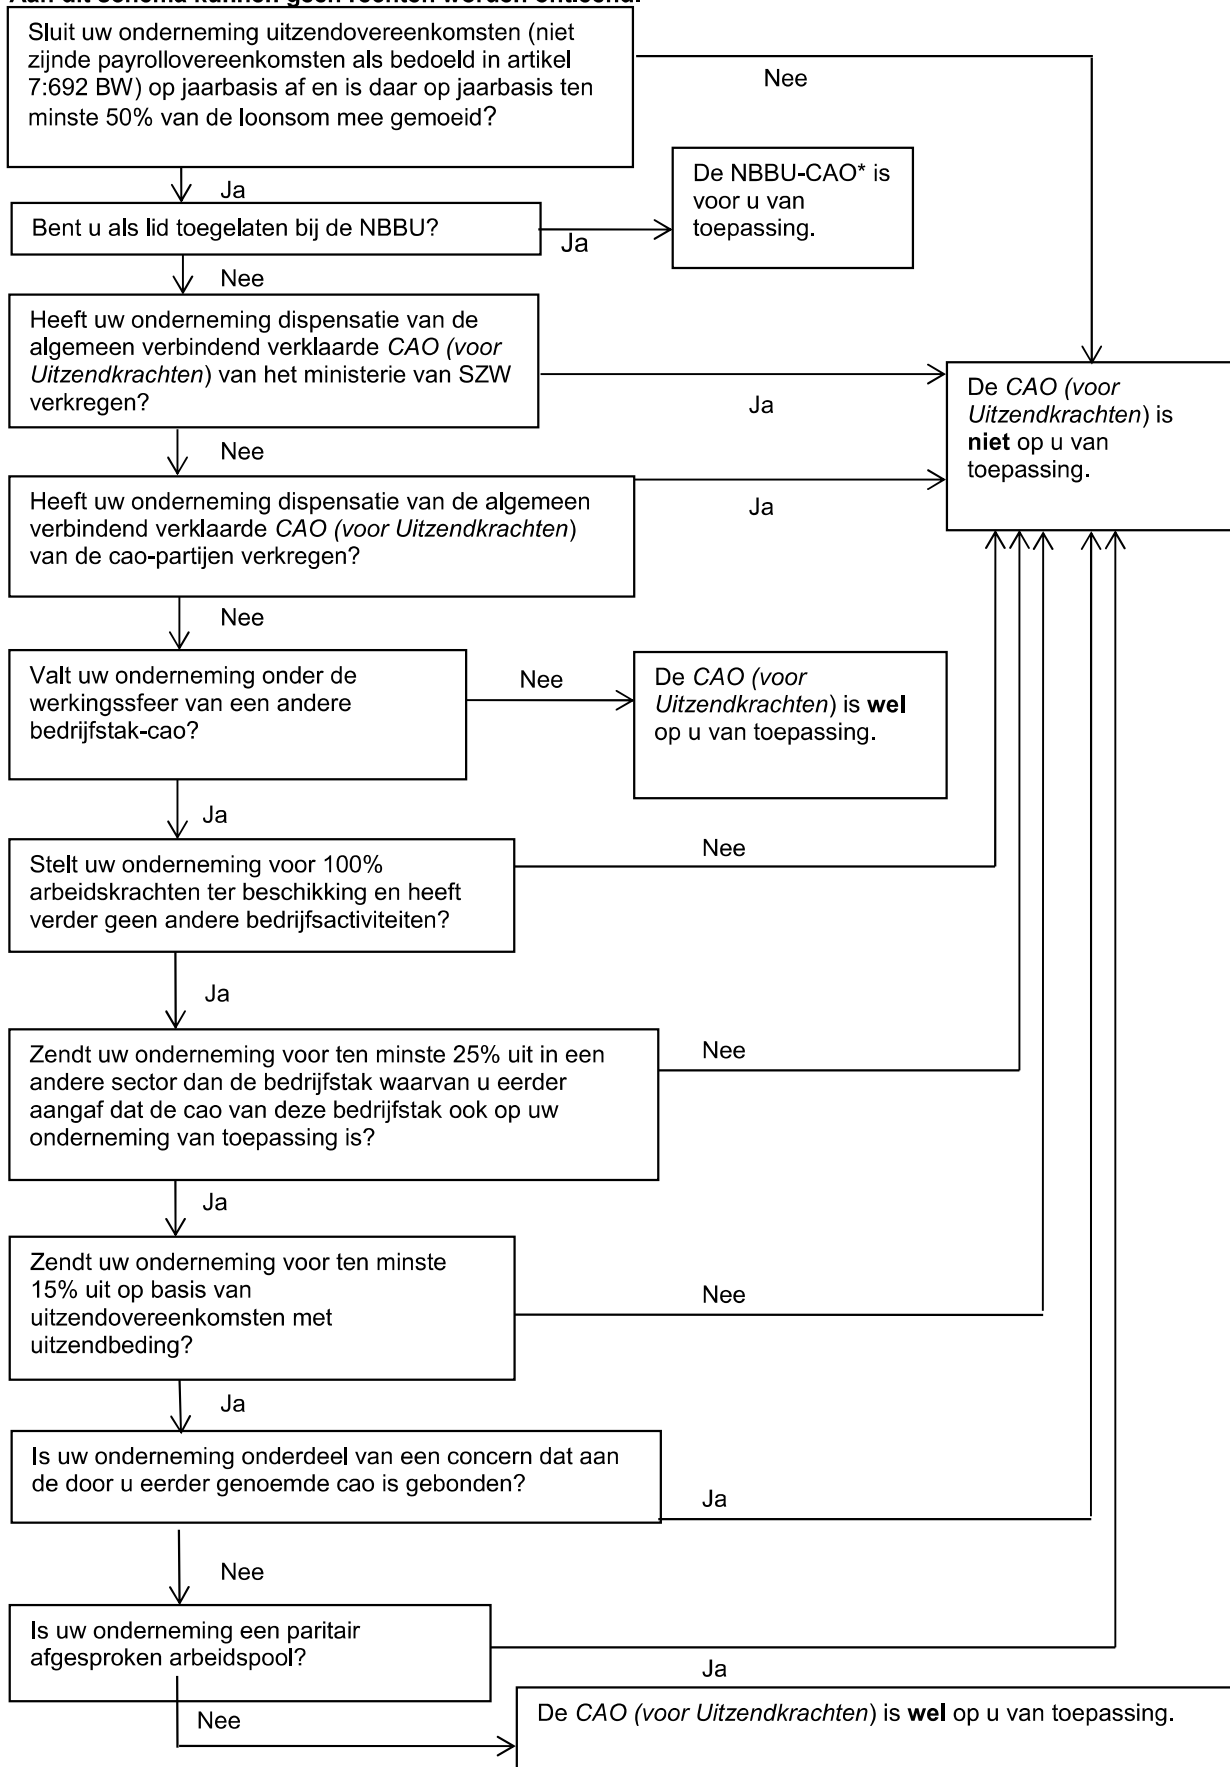 Aan dit schema kunnen geen rechten worden ontleend.
Sluit uw onderneming uitzendovereenkomsten (niet
zijnde payrollovereenkomsten als bedoeld in artikel
7:692 BW) op jaarbasis af en is daar op jaarbasis ten
minste 50% van de loonsom mee gemoeid?
Nee
Ja
De NBBU-CAO* is
voor u van
toepassing.
Bent u als lid toegelaten bij de NBBU?
Ja
Nee
Heeft uw onderneming dispensatie van de
algemeen verbindend verklaarde CAO (voor
Uitzendkrachten) van het ministerie van SZW
verkregen?
Ja
De CAO (voor
Uitzendkrachten) is
niet op u van
toepassing.
Nee
Heeft uw onderneming dispensatie van de algemeen
verbindend verklaarde CAO (voor Uitzendkrachten)
van de cao-partijen verkregen?
Ja
Nee
Valt uw onderneming onder de
werkingssfeer van een andere
bedrijfstak-cao?
Nee
De CAO (voor
Uitzendkrachten) is wel
op u van toepassing.
Ja
Stelt uw onderneming voor 100%
arbeidskrachten ter beschikking en heeft
verder geen andere bedrijfsactiviteiten?
Nee
Ja
Zendt uw onderneming voor ten minste 25% uit in een
andere sector dan de bedrijfstak waarvan u eerder
aangaf dat de cao van deze bedrijfstak ook op uw
onderneming van toepassing is?
Nee
Ja
Zendt uw onderneming voor ten minste
15% uit op basis van
uitzendovereenkomsten met
uitzendbeding?
Nee
Ja
Is uw onderneming onderdeel van een concern dat aan
de door u eerder genoemde cao is gebonden?
Ja
Nee
Is uw onderneming een paritair
afgesproken arbeidspool?
Ja
Nee
De CAO (voor Uitzendkrachten) is wel op u van toepassing.